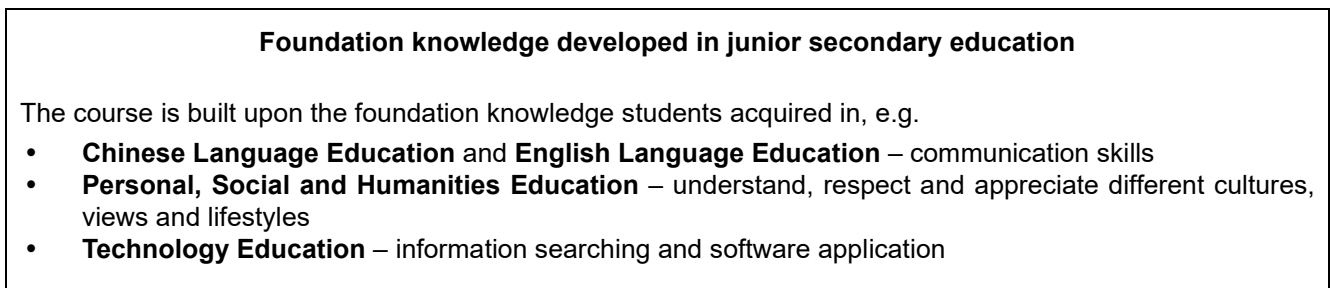 Foundation knowledge developed in junior secondary education
The course is built upon the foundation knowledge students acquired in, e.g.
• Chinese Language Education and English Language Education – communication skills
• Personal, Social and Humanities Education – understand, respect and appreciate different cultures,
views and lifestyles
• Technology Education – information searching and software application